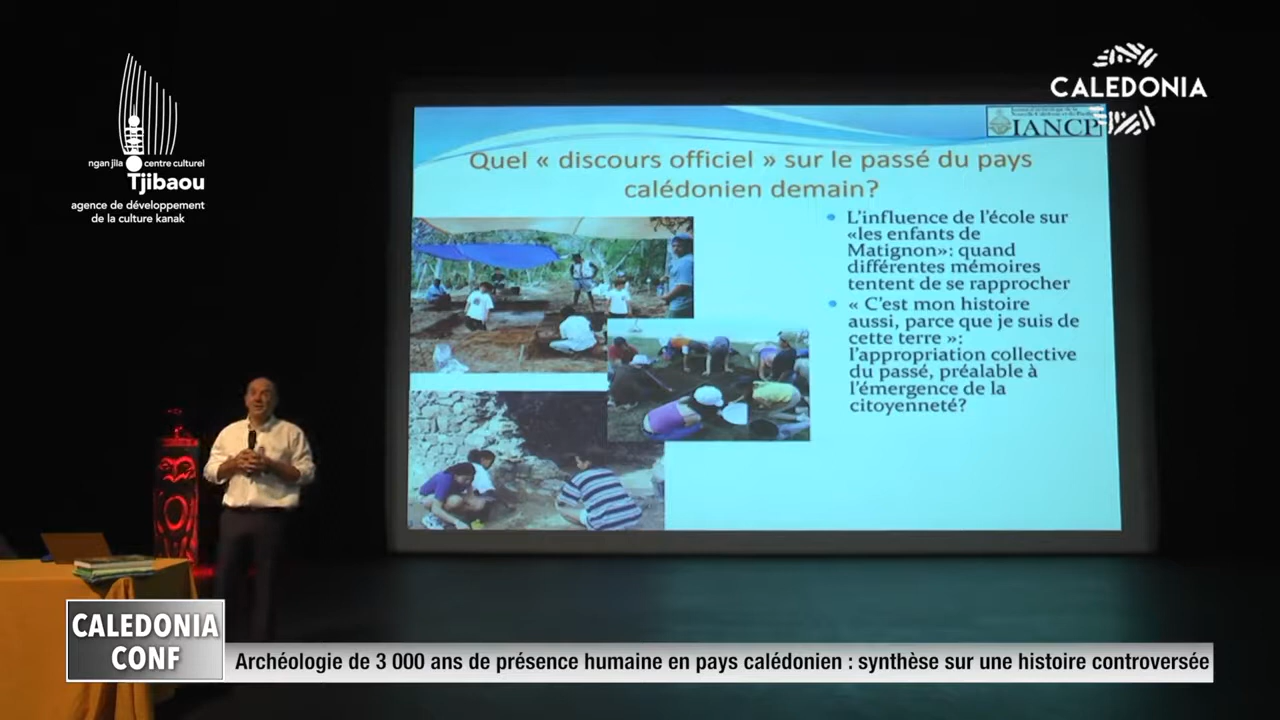 ngan jila centre culturel
Tjibaou
agence de développement
de la culture kanak
CALEDONIA
IANCP
Quel « discours officiel » sur le passé du pays
calédonien demain?
L'influence de l'école sur
«les enfants de
Matignon»: quand
différentes mémoires
tentent de se rapprocher
« C'est mon histoire
aussi, parce que je suis de
cette terre »:
l'appropriation collective
du passé, préalable à
l'émergence de la
citoyenneté?
CALEDONIA
CONF
Archéologie de 3 000 ans de présence humaine en pays calédonien : synthèse sur une histoire controversée